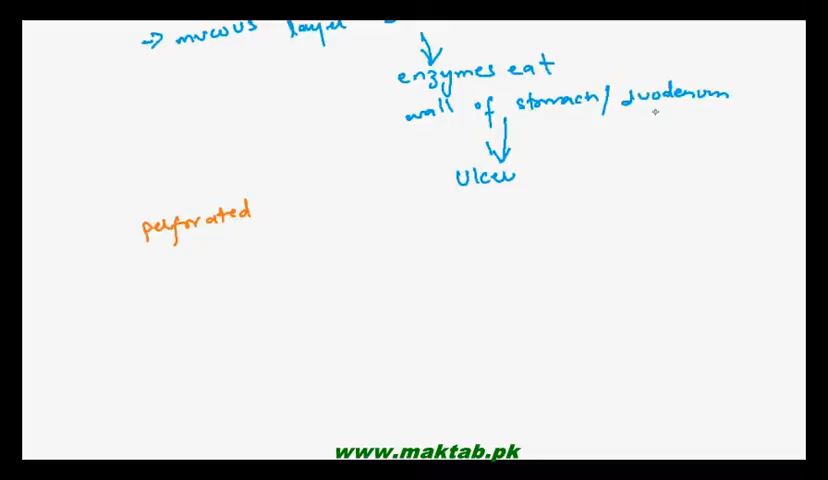 → mucous layer
enzymes eat
wall of stomach/ duodenum
Ulcer
perforated
www.maktab.pk